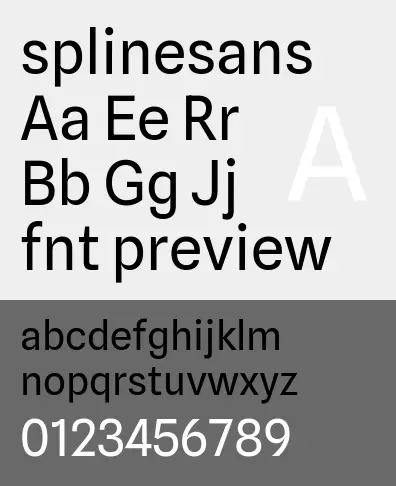 splinesans
Aa Ee Rr
A
Bb Gg Jj
fnt preview
abcdefghijklm
nopqrstuvwxyz
0123456789